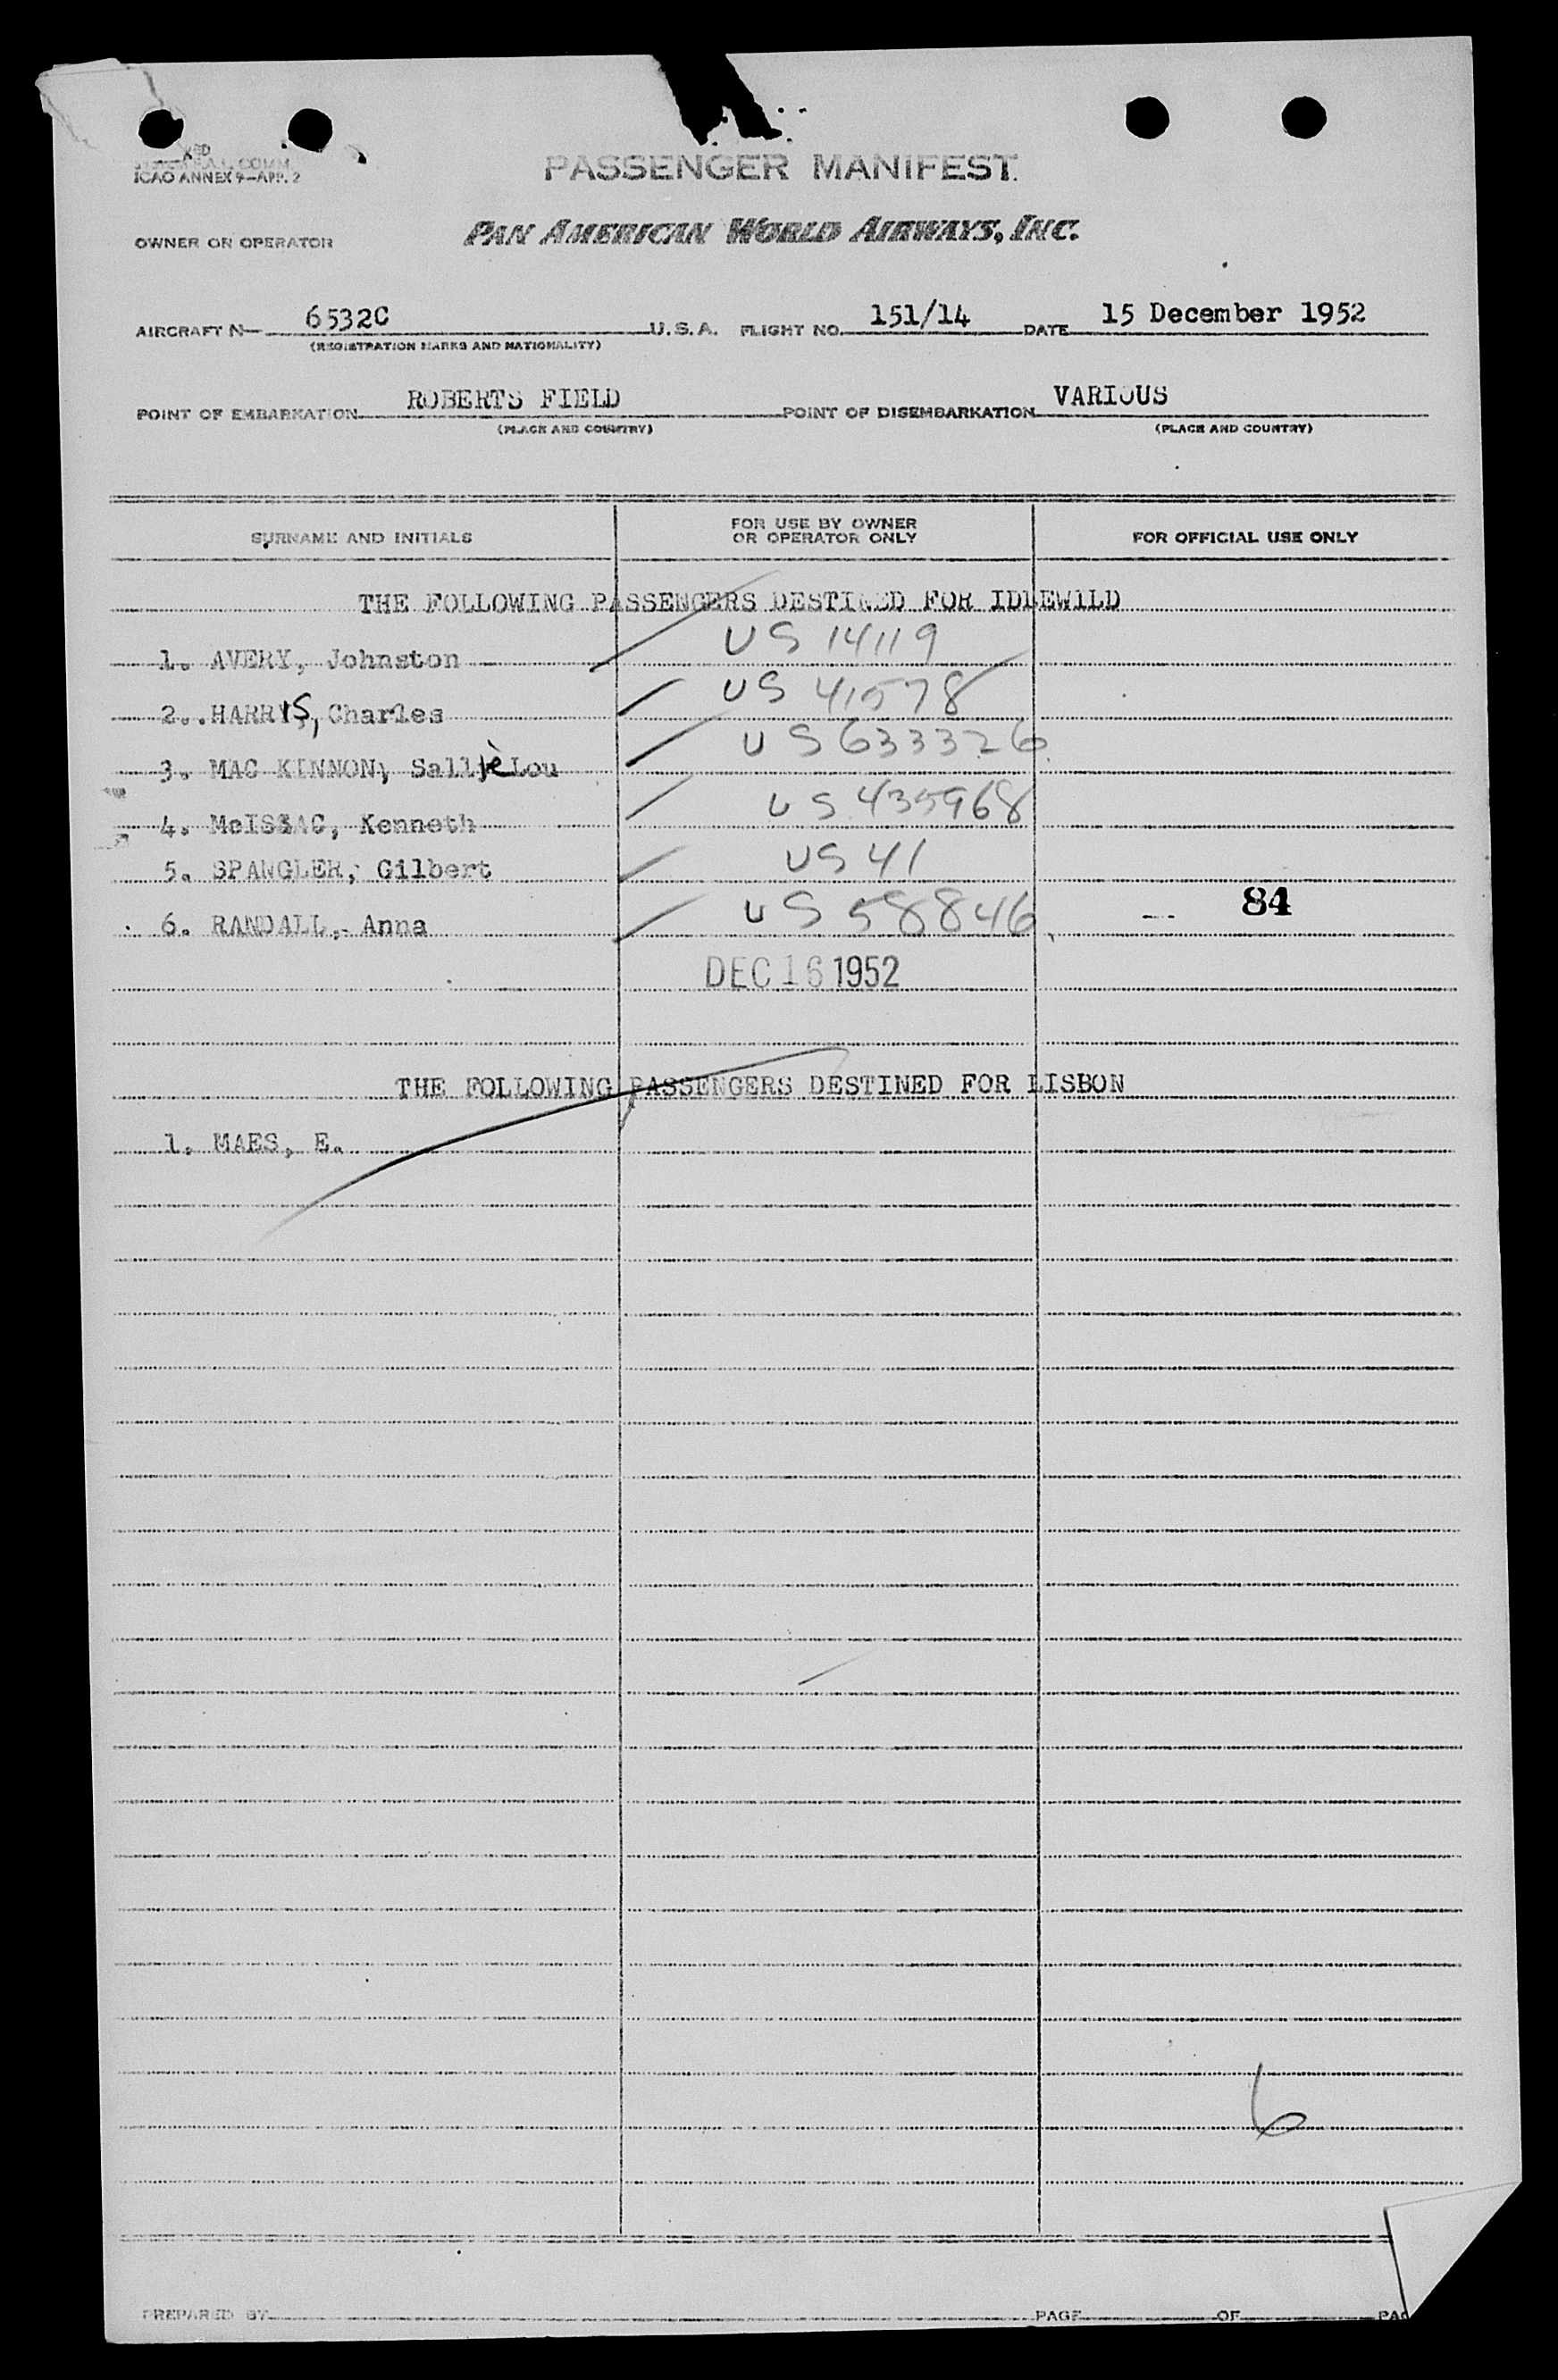 ICAO ANNEX 9—APP. 2
PASSENGER MANIFEST
OWNER OR OPERATOR PAN AMERICAN WORLD AIRWAYS, INC.
AIRCRAFT N— 6532C U.S.A. FLIGHT NO. 151/14 DATE 15 December 1952
(REGISTRATION MARKS AND NATIONALITY)
POINT OF EMBARKATION ROBERTS FIELD POINT OF DISEMBARKATION VARIOUS
(PLACE AND COUNTRY) (PLACE AND COUNTRY)
SURNAME AND INITIALS FOR USE BY OWNER OR OPERATOR ONLY FOR OFFICIAL USE ONLY
THE FOLLOWING PASSENGERS DESTINED FOR IDLEWILD
1. AVERY, Johnston US 14119
2. HARRIS, Charles US 41578
3. MAC KINNON, Sallie Lou US 633326
4. McISAAC, Kenneth US 435968
5. SPANGLER, Gilbert US 41
6. RANDALL, Anna US 58846 84
DEC 16 1952
THE FOLLOWING PASSENGERS DESTINED FOR LISBON
1. MAES, E.
6
PREPARED BY PAGE OF